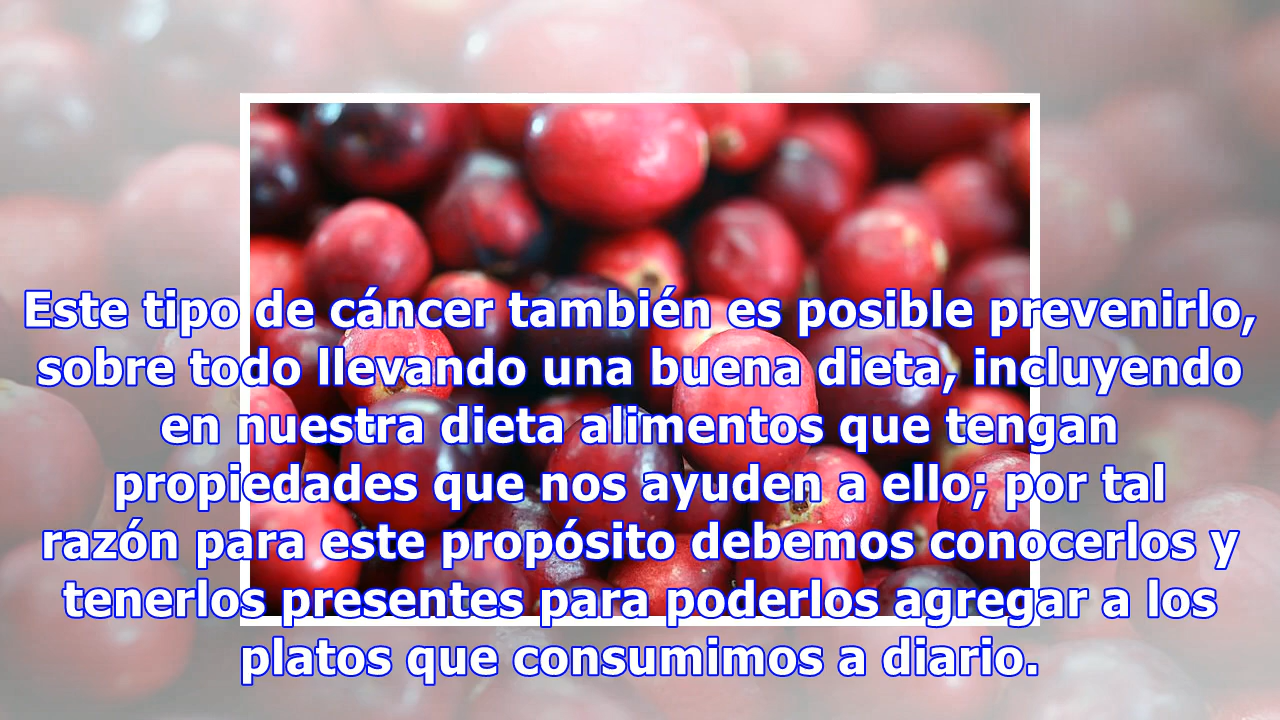 Este tipo de cáncer también es posible prevenirlo,
sobre todo llevando una buena dieta, incluyendo
en nuestra dieta alimentos que tengan
propiedades que nos ayuden a ello; por tal
razón para este propósito debemos conocerlos y
tenerlos presentes para poderlos agregar a los
platos que consumimos a diario.